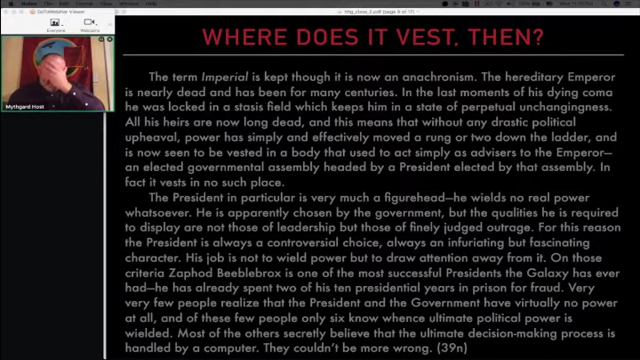 GoToWebinar Viewer
hhg_class_2.pdf (page 8 of 17)
Everyone
Webcams
Mythgard Host
WHERE DOES IT VEST, THEN?
The term Imperial is kept though it is now an anachronism. The hereditary Emperor
is nearly dead and has been for many centuries. In the last moments of his dying coma
he was locked in a stasis field which keeps him in a state of perpetual unchangingness.
All his heirs are now long dead, and this means that without any drastic political
upheaval, power has simply and effectively moved a rung or two down the ladder, and
is now seen to be vested in a body that used to act simply as advisers to the Emperor—
an elected governmental assembly headed by a President elected by that assembly. In
fact it vests in no such place.
The President in particular is very much a figurehead—he wields no real power
whatsoever. He is apparently chosen by the government, but the qualities he is required
to display are not those of leadership but those of finely judged outrage. For this reason
the President is always a controversial choice, always an infuriating but fascinating
character. His job is not to wield power but to draw attention away from it. On those
criteria Zaphod Beeblebrox is one of the most successful Presidents the Galaxy has ever
had—he has already spent two of his ten presidential years in prison for fraud. Very
very few people realize that the President and the Government have virtually no power
at all, and of these few people only six know whence ultimate political power is
wielded. Most of the others secretly believe that the ultimate decision-making process is
handled by a computer. They couldn't be more wrong. (39n)